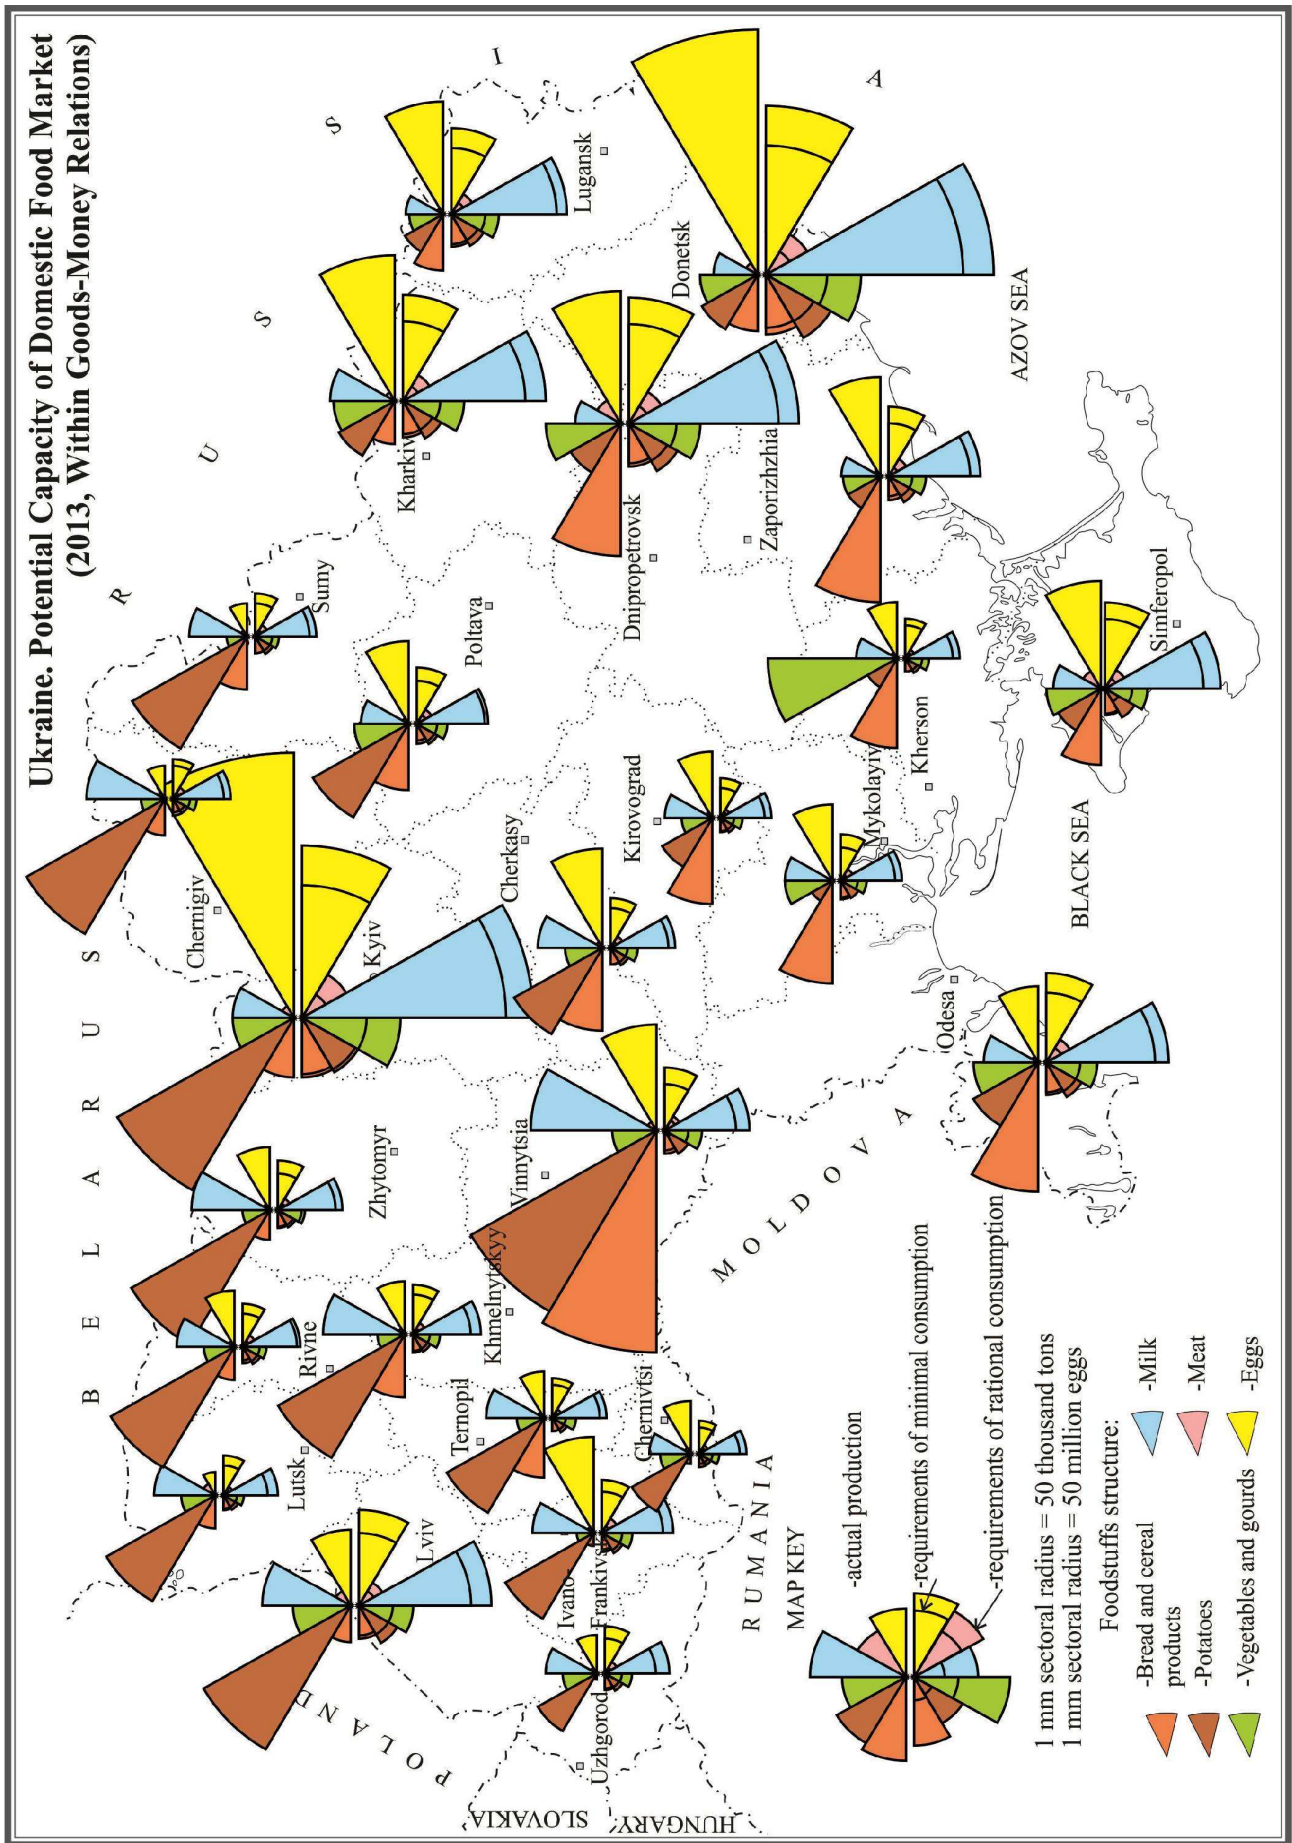 Ukraine. Potential Capacity of Domestic Food Market
(2013, Within Goods-Money Relations)
R U S S I A
B E L A R U S
P O L A N D
SLOVAKIA
HUNGARY
R U M A N I A
M O L D O V A
BLACK SEA
AZOV SEA
Chernigiv
Sumy
Lutsk
Rivne
Zhytomyr
Kyiv
Poltava
Kharkiv
Lugansk
Lviv
Ternopil
Khmelnytskyy
Vinnytsia
Cherkasy
Kirovograd
Dnipropetrovsk
Donetsk
Uzhgorod
Ivano-
Frankivsk
Chernivtsi
Odesa
Mykolayiv
Kherson
Zaporizhzhia
Simferopol
MAP KEY
-actual production
-requirements of minimal consumption
-requirements of rational consumption
1 mm sectoral radius = 50 thousand tons
1 mm sectoral radius = 50 million eggs
Foodstuffs structure:
-Bread and cereal
products
-Potatoes
- Vegetables and gourds
-Milk
-Meat
-Eggs